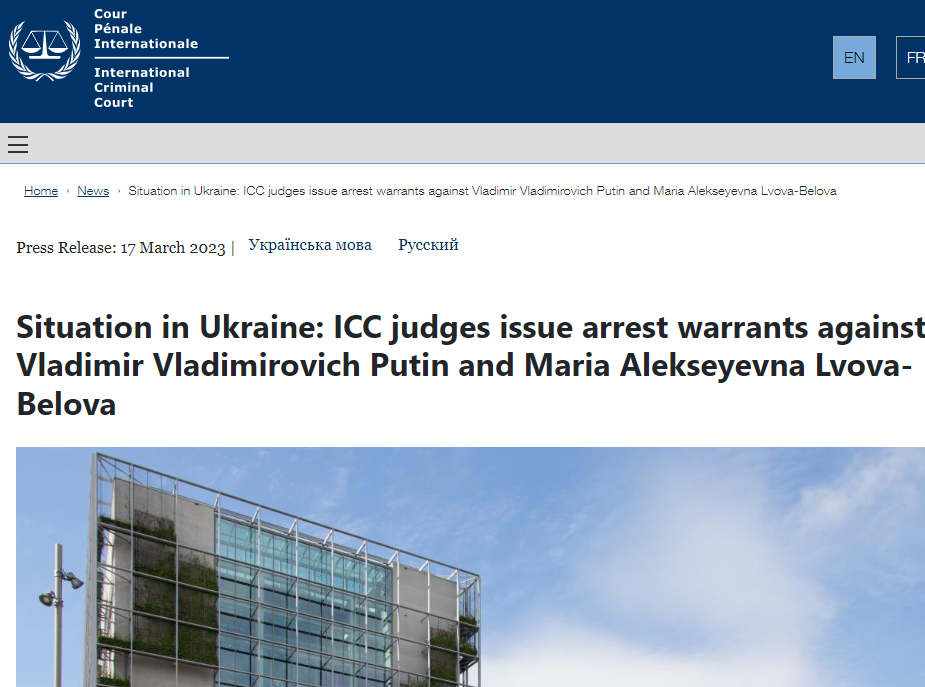 Cour
Pénale
Internationale
International
Criminal
Court
EN
FR
Home › News › Situation in Ukraine: ICC judges issue arrest warrants against Vladimir Vladimirovich Putin and Maria Alekseyevna Lvova-Belova
Press Release: 17 March 2023 | Українська мова Русский
Situation in Ukraine: ICC judges issue arrest warrants against
Vladimir Vladimirovich Putin and Maria Alekseyevna Lvova-
Belova